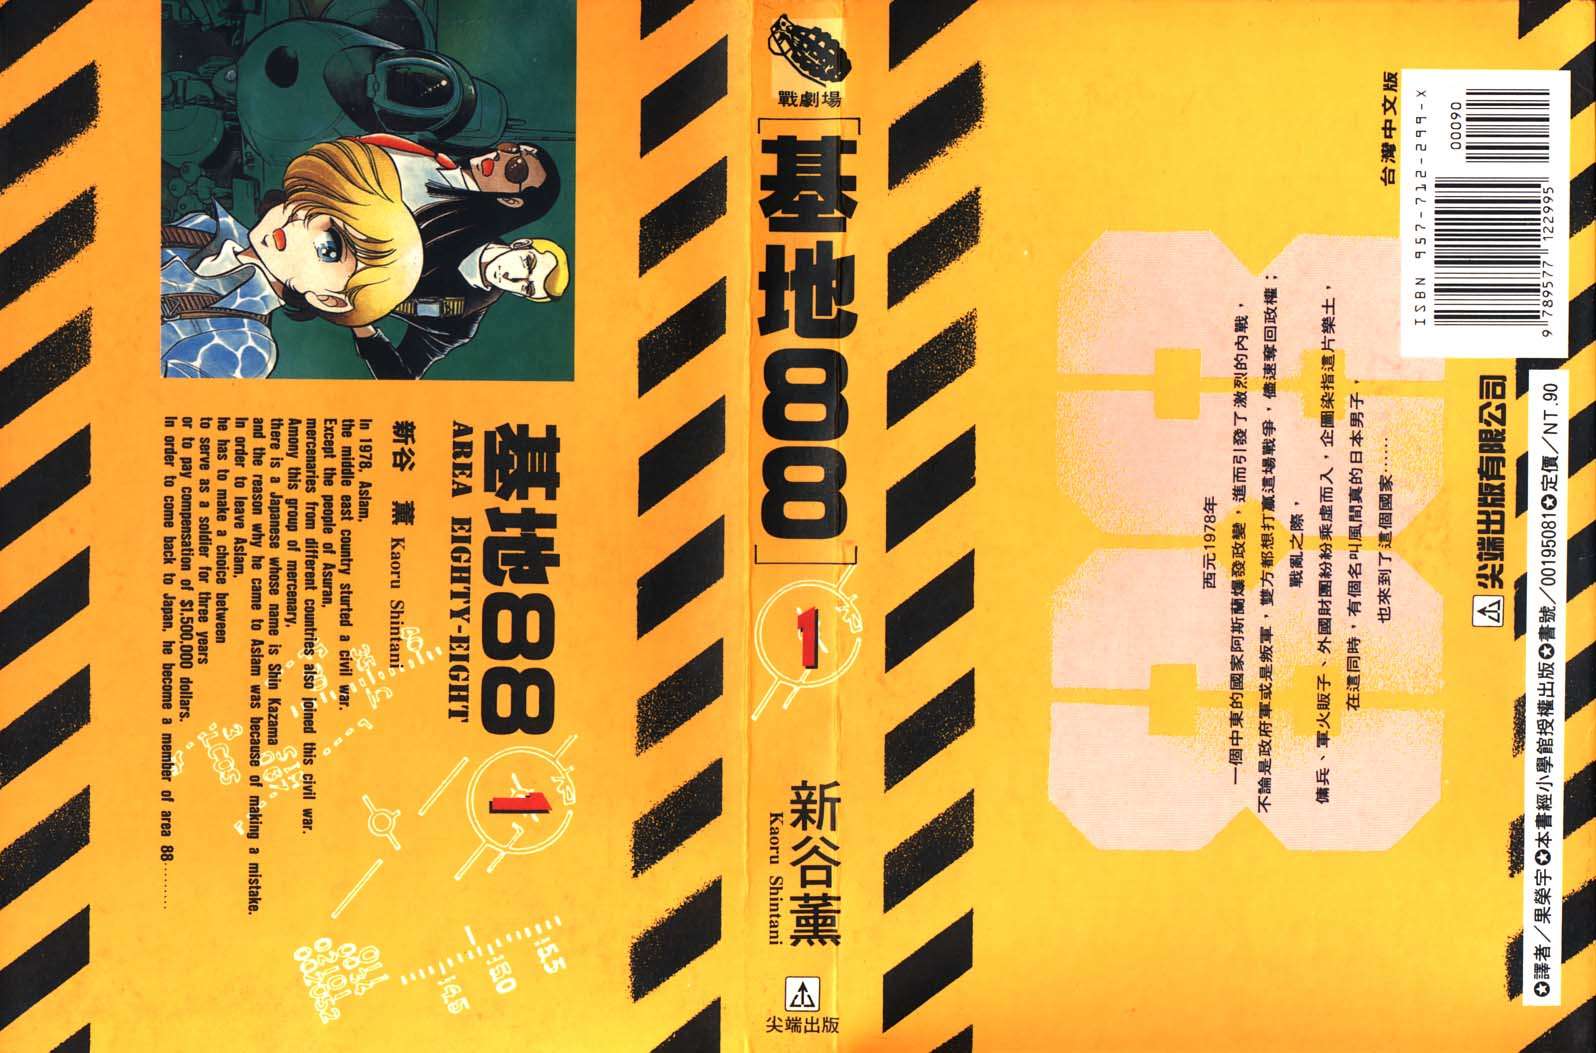 基地88
AREA EIGHTY-EIGHT
1
新谷 薫 Kaoru Shintani
In 1978, Aslam,
the middle east country sturted a civil war.
Except the people of Asuran,
mercenaries from different countries also joined this civil war.
Amony this group of mercenary,
there is a Japanese whose name is Shin Kazama
and the reason why he came to Aslam was because of making a mistake.
In order to leave Aslam,
he has to make a choice between
to serve as a soldier for three years
or to pay compensation of $1,500,000 dollars.
In order to come back to Japan, he become a member of area 88………
戰劇場
[基地88]
1
新谷薫
Kaoru Shintani
尖端出版
台灣中文版
ISBN 957-712-299-X
00090
9 789577 122995
西元1978年
一個中東的國家阿斯蘭爆發政變，進而引發了激烈的內戰，
不論是政府軍或是叛軍，雙方都想打贏這場戰爭，儘速奪回政權；
戰亂之際，
傭兵、軍火販子、外國財團紛紛乘虛而入，企圖染指這片樂土，
在這同時，有個名叫風間真的日本男子，
也來到了這個國家……
尖端出版有限公司
✪譯者／果榮宇✪本書經小學館授權出版✪書號／00195081✪定價／NT.90